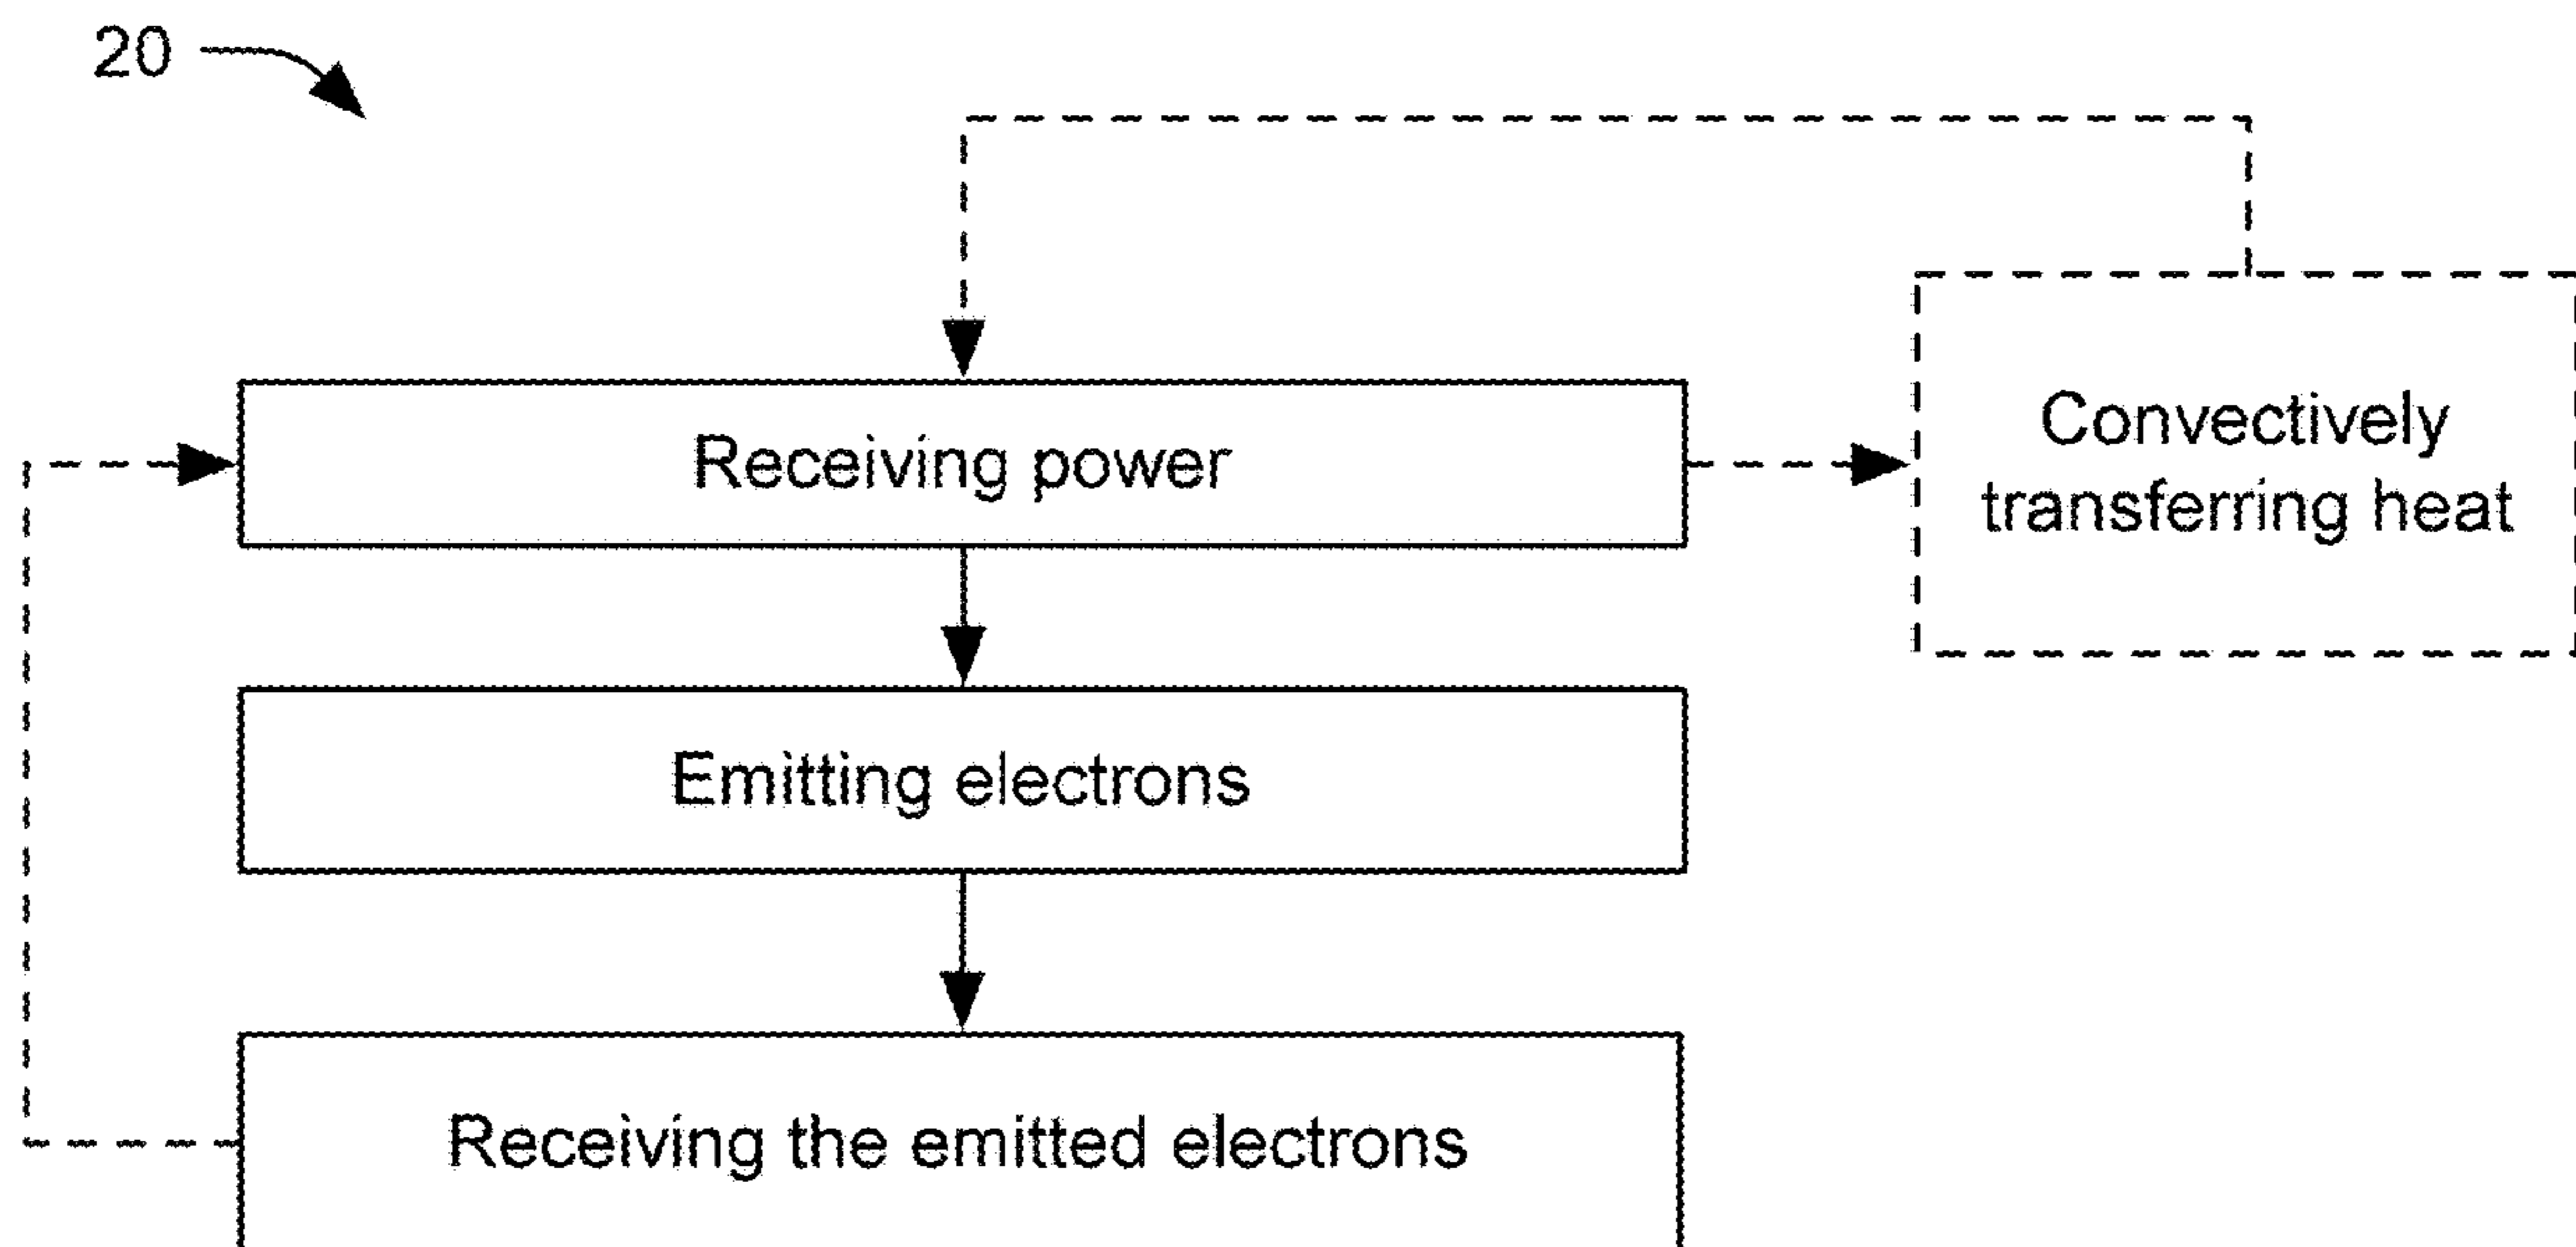 20
Receiving power
Convectively
transferring heat
Emitting electrons
Receiving the emitted electrons